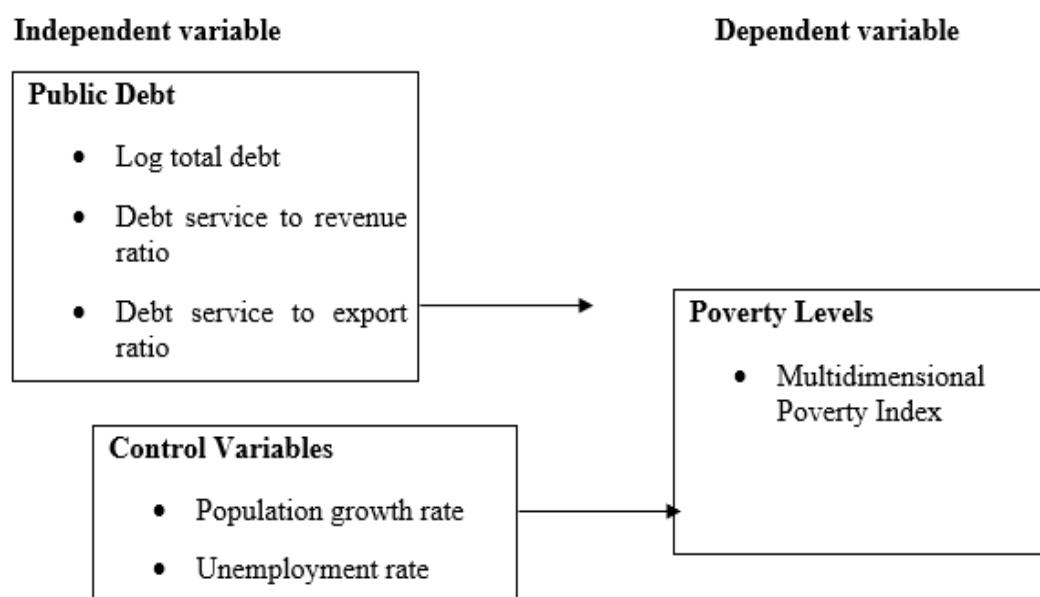 Independent variable
Dependent variable
Public Debt
• Log total debt
• Debt service to revenue
ratio
• Debt service to export
ratio
Poverty Levels
• Multidimensional
Poverty Index
Control Variables
• Population growth rate
• Unemployment rate